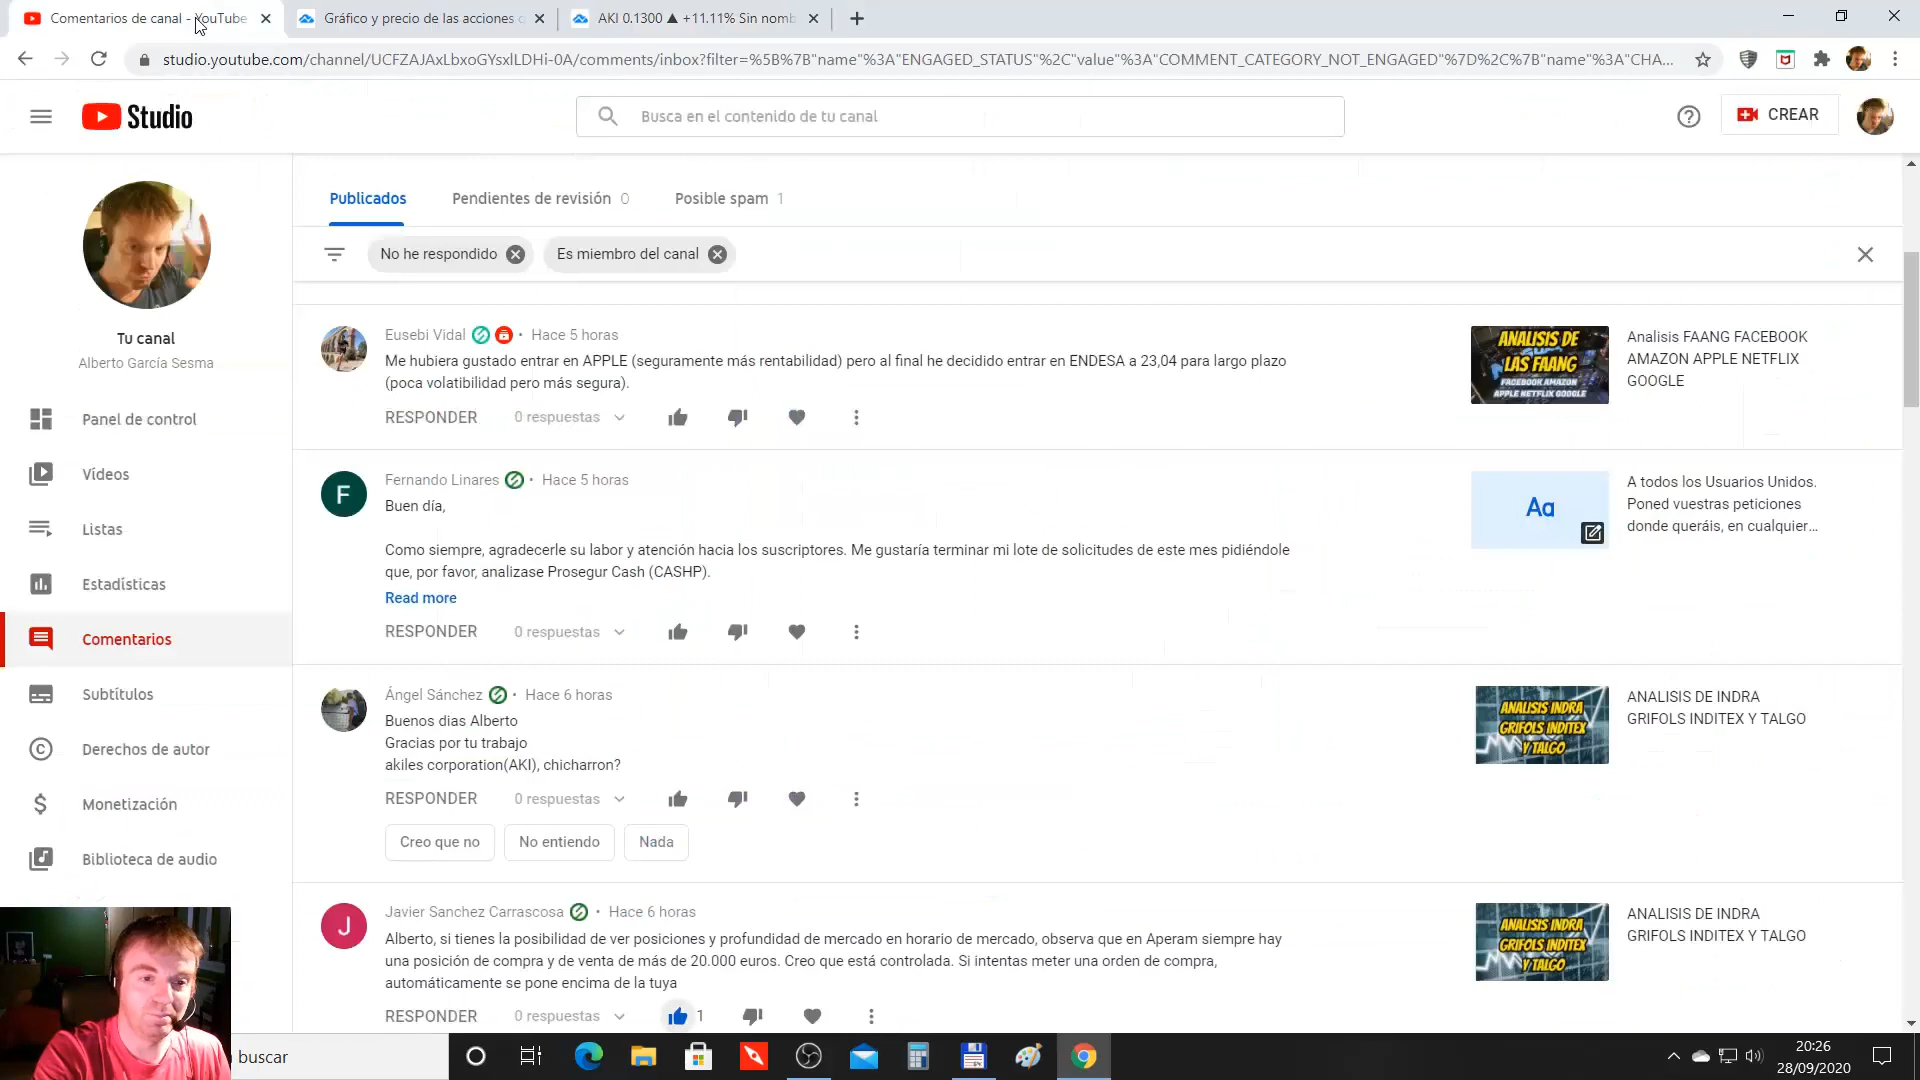 Comentarios de canal - YouTube
Gráfico y precio de las acciones
AKI 0.1300 ▲ +11.11% Sin nomb
studio.youtube.com/channel/UCFZAJAxLbxoGYsxlLDHi-0A/comments/inbox?filter=%5B%7B"name"%3A"ENGAGED_STATUS"%2C"value"%3A"COMMENT_CATEGORY_NOT_ENGAGED"%7D%2C%7B"name"%3A"CHA...
Studio
Busca en el contenido de tu canal
CREAR
Publicados
Pendientes de revisión 0
Posible spam 1
No he respondido
Es miembro del canal
Tu canal
Alberto García Sesma
Panel de control
Vídeos
Listas
Estadísticas
Comentarios
Subtítulos
Derechos de autor
Monetización
Biblioteca de audio
Eusebi Vidal • Hace 5 horas
Me hubiera gustado entrar en APPLE (seguramente más rentabilidad) pero al final he decidido entrar en ENDESA a 23,04 para largo plazo
(poca volatibilidad pero más segura).
RESPONDER 0 respuestas
ANALISIS DE
LAS FAANG
FACEBOOK AMAZON
APPLE NETFLIX GOOGLE
Analisis FAANG FACEBOOK
AMAZON APPLE NETFLIX
GOOGLE
F
Fernando Linares • Hace 5 horas
Buen día,
Como siempre, agradecerle su labor y atención hacia los suscriptores. Me gustaría terminar mi lote de solicitudes de este mes pidiéndole
que, por favor, analizase Prosegur Cash (CASHP).
Read more
RESPONDER 0 respuestas
Aa
A todos los Usuarios Unidos.
Poned vuestras peticiones
donde queráis, en cualquier...
Ángel Sánchez • Hace 6 horas
Buenos dias Alberto
Gracias por tu trabajo
akiles corporation(AKI), chicharron?
RESPONDER 0 respuestas
Creo que no
No entiendo
Nada
ANALISIS INDRA
GRIFOLS INDITEX
Y TALGO
ANALISIS DE INDRA
GRIFOLS INDITEX Y TALGO
J
Javier Sanchez Carrascosa • Hace 6 horas
Alberto, si tienes la posibilidad de ver posiciones y profundidad de mercado en horario de mercado, observa que en Aperam siempre hay
una posición de compra y de venta de más de 20.000 euros. Creo que está controlada. Si intentas meter una orden de compra,
automáticamente se pone encima de la tuya
RESPONDER 0 respuestas 1
ANALISIS INDRA
GRIFOLS INDITEX
Y TALGO
ANALISIS DE INDRA
GRIFOLS INDITEX Y TALGO
buscar
20:26
28/09/2020